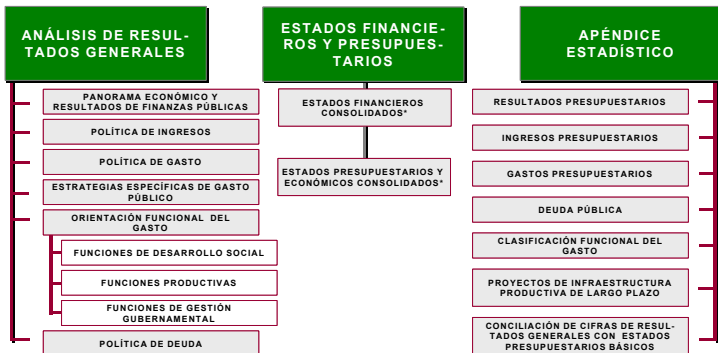 ANÁLISIS DE RESUL-
TADOS GENERALES
PANORAMA ECONÓMICO Y
RESULTADOS DE FINANZAS PÚBLICAS
POLÍTICA DE INGRESOS
POLÍTICA DE GASTO
ESTRATEGIAS ESPECÍFICAS DE GASTO
PÚBLICO
ORIENTACIÓN FUNCIONAL DEL
GASTO
FUNCIONES DE DESARROLLO SOCIAL
FUNCIONES PRODUCTIVAS
FUNCIONES DE GESTIÓN
GUBERNAMENTAL
POLÍTICA DE DEUDA
ESTADOS FINANCIE-
ROS Y PRESUPUES-
TARIOS
ESTADOS FINANCIEROS
CONSOLIDADOS*
ESTADOS PRESUPUESTARIOS Y
ECONÓMICOS CONSOLIDADOS*
APÉNDICE
ESTADÍSTICO
RESULTADOS PRESUPUESTARIOS
INGRESOS PRESUPUESTARIOS
GASTOS PRESUPUESTARIOS
DEUDA PÚBLICA
CLASIFICACIÓN FUNCIONAL DEL
GASTO
PROYECTOS DE INFRAESTRUCTURA
PRODUCTIVA DE LARGO PLAZO
CONCILIACIÓN DE CIFRAS DE RESUL-
TADOS GENERALES CON ESTADOS
PRESUPUESTARIOS BÁSICOS